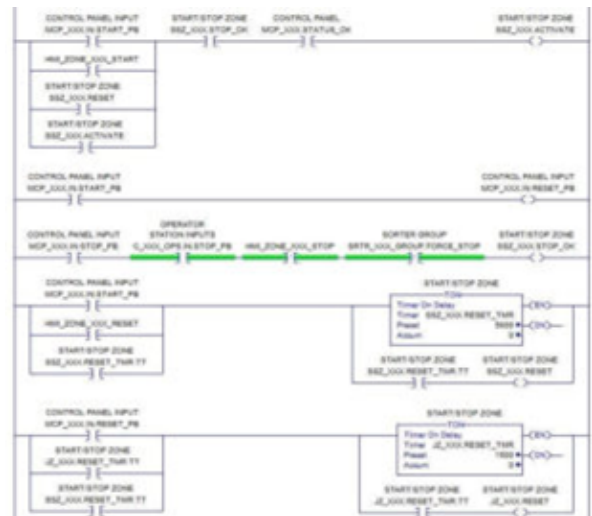 CONTROL PANEL INPUT START/STOP ZONE CONTROL PANEL START/STOP ZONE
MCP_XXX.IN.START_PB SSZ_XXX.STOP_OK MCP_XXX.STATUS_OK SSZ_XXX.ACTIVATE
HMI_ZONE_XXX_START
START/STOP ZONE
SSZ_XXX.RESET
START/STOP ZONE
SSZ_XXX.ACTIVATE
CONTROL PANEL INPUT CONTROL PANEL INPUT
MCP_XXX.IN.START_PB MCP_XXX.IN.RESET_PB
OPERATOR
CONTROL PANEL INPUT STATION INPUTS SORTER GROUP START/STOP ZONE
MCP_XXX.IN.STOP_PB C_XXX_OPS.IN.STOP_PB HMI_ZONE_XXX_STOP SRTR_XXX_GROUP.FORCE_STOP SSZ_XXX.STOP_OK
CONTROL PANEL INPUT START/STOP ZONE
MCP_XXX.IN.START_PB TON
Timer On Delay EN
HMI_ZONE_XXX_RESET Timer SSZ_XXX.RESET_TMR
Preset 5000 DN
Accum 0
START/STOP ZONE
SSZ_XXX.RESET_TMR.TT
START/STOP ZONE START/STOP ZONE
SSZ_XXX.RESET_TMR.TT SSZ_XXX.RESET
CONTROL PANEL INPUT START/STOP ZONE
MCP_XXX.IN.RESET_PB TON
Timer On Delay EN
START/STOP ZONE Timer JZ_XXX.RESET_TMR
JZ_XXX.RESET_TMR.TT Preset 1500 DN
Accum 0
START/STOP ZONE START/STOP ZONE START/STOP ZONE
SSZ_XXX.RESET_TMR.TT JZ_XXX.RESET_TMR.TT JZ_XXX.RESET